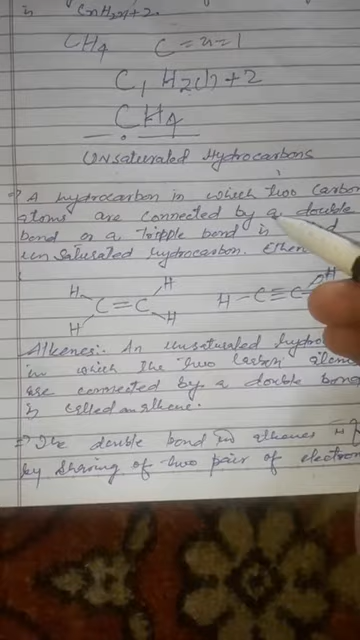 is CnH2n+2.
CH4 C = n = 1
C1 H2(1)+2
CH4
Unsaturated Hydrocarbons
⇒ A hydrocarbon in which two Carbon
atoms are connected by a double
bond or a Tripple bond is
unsaturated hydrocarbon.
H H
C=C
H H
H-C≡C H
Alkenes:- An unsaturated hydro
in which the two Carbon atoms
are connected by a double bond
is called an alkene.
⇒ The double bond in alkenes is
by sharing of two pair of electron